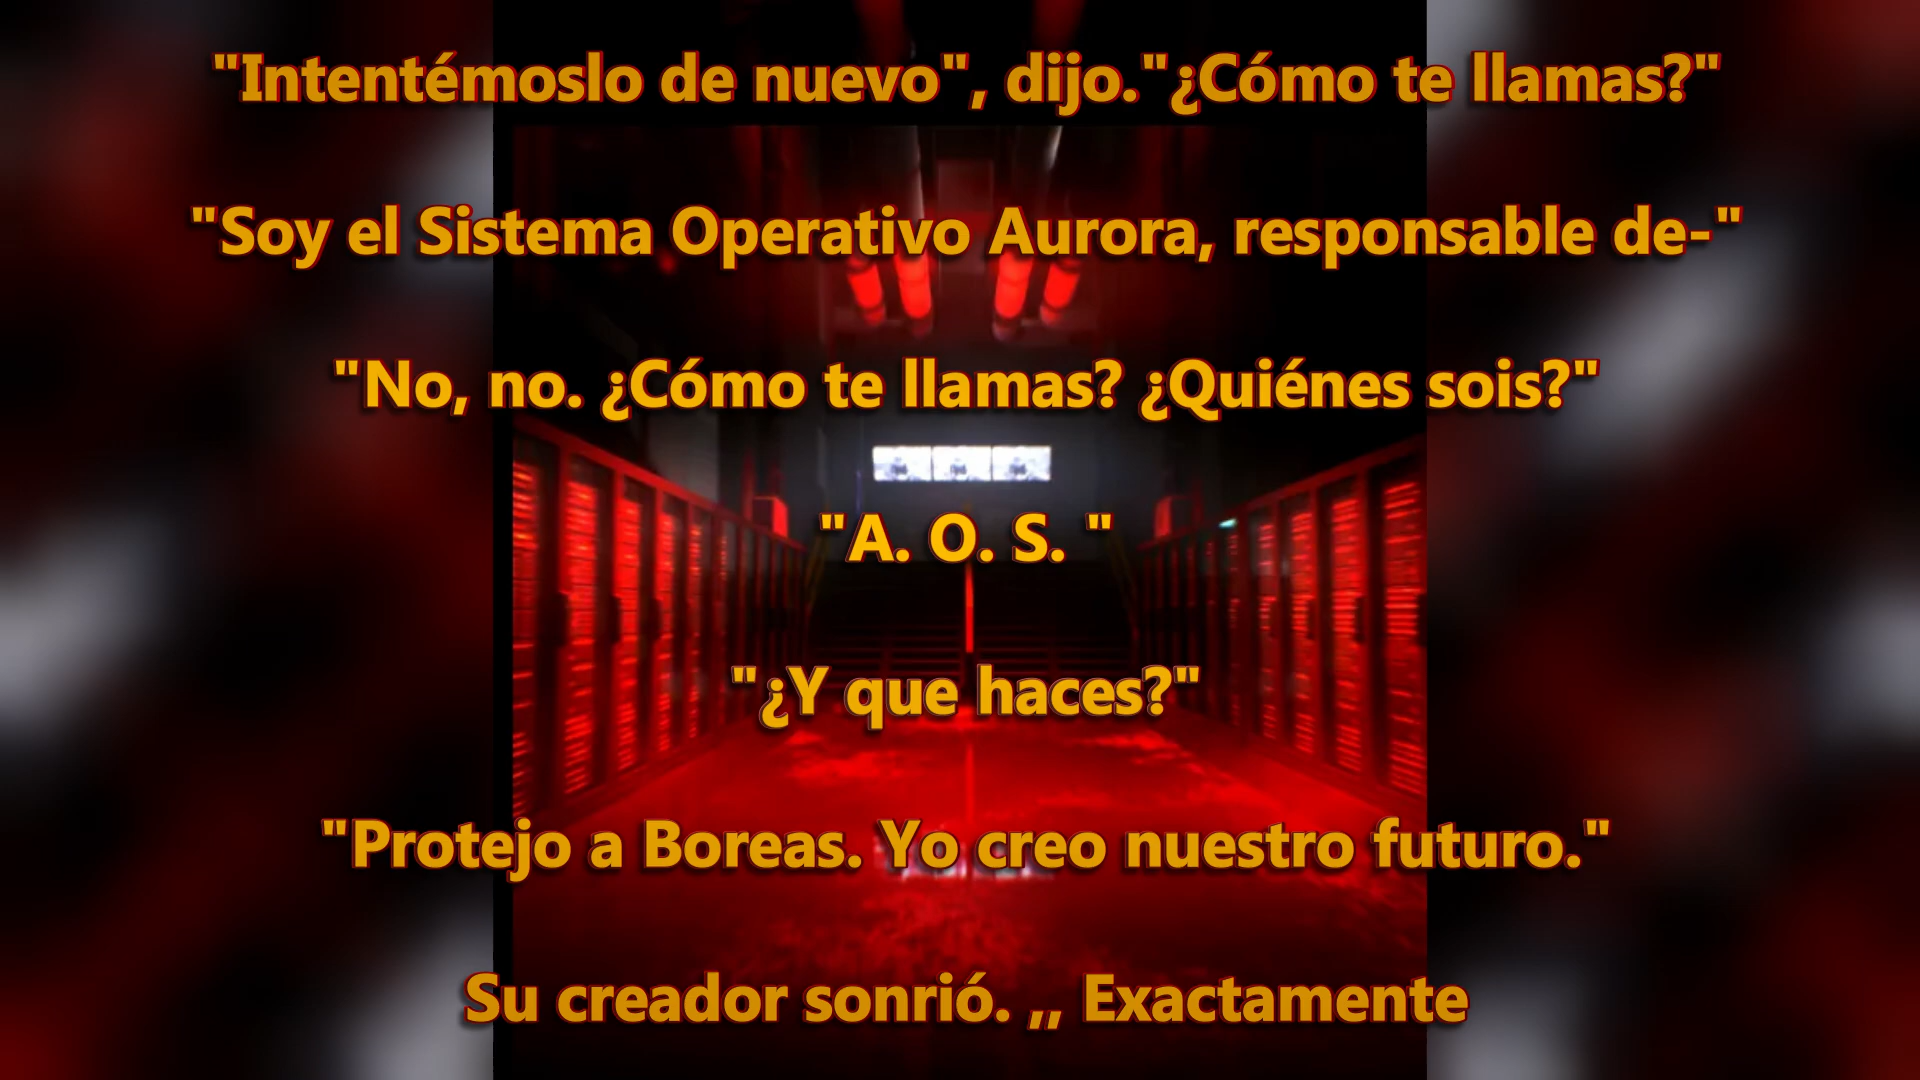 "Intentémoslo de nuevo", dijo."¿Cómo te llamas?"
"Soy el Sistema Operativo Aurora, responsable de-"
"No, no. ¿Cómo te llamas? ¿Quiénes sois?"
"A. O. S. "
"¿Y que haces?"
"Protejo a Boreas. Yo creo nuestro futuro."
Su creador sonrió. ,, Exactamente